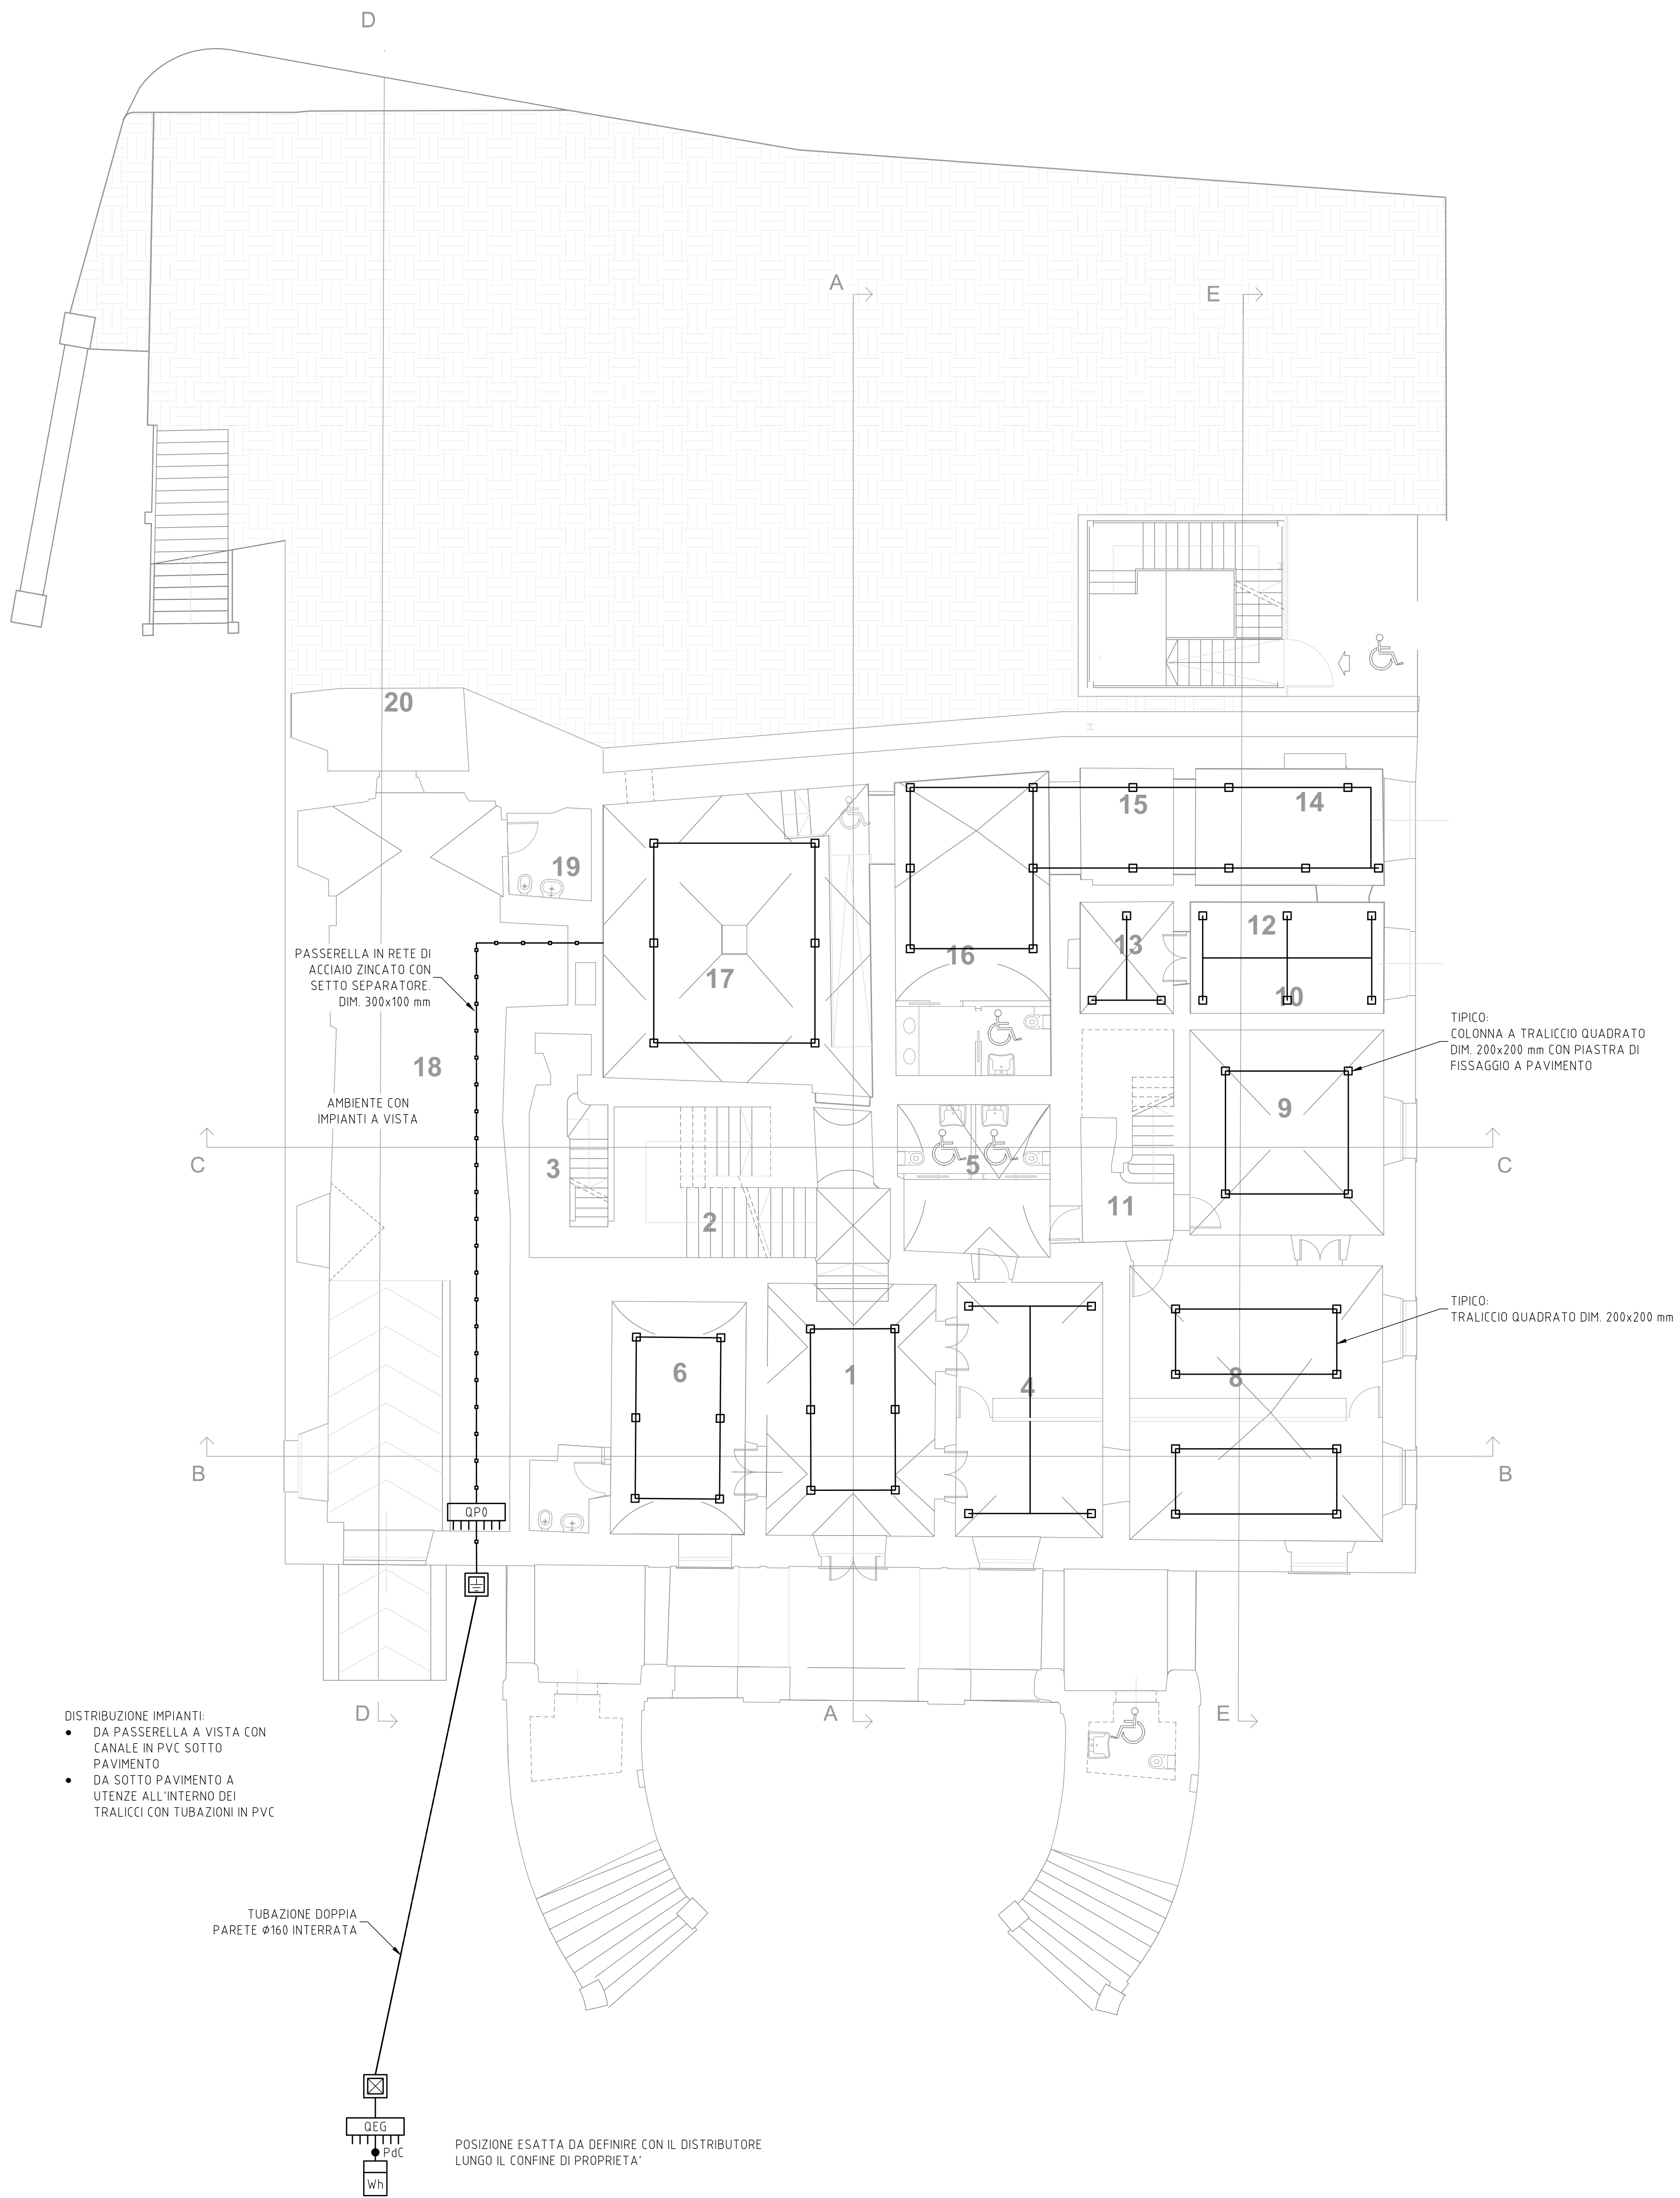 D
A
E
20
15
14
19
12
PASSERELLA IN RETE DI
ACCIAIO ZINCATO CON
SETTO SEPARATORE.
DIM. 300x100 mm
13
16
17
10
TIPICO:
COLONNA A TRALICCIO QUADRATO
DIM. 200x200 mm CON PIASTRA DI
FISSAGGIO A PAVIMENTO
18
AMBIENTE CON
IMPIANTI A VISTA
9
C
3
5
C
2
11
TIPICO:
TRALICCIO QUADRATO DIM. 200x200 mm
6
1
4
8
B
B
QP0
D
A
E
DISTRIBUZIONE IMPIANTI:
● DA PASSERELLA A VISTA CON
CANALE IN PVC SOTTO
PAVIMENTO
● DA SOTTO PAVIMENTO A
UTENZE ALL'INTERNO DEI
TRALICCI CON TUBAZIONI IN PVC
TUBAZIONE DOPPIA
PARETE Ø160 INTERRATA
QEG
PdC
Wh
POSIZIONE ESATTA DA DEFINIRE CON IL DISTRIBUTORE
LUNGO IL CONFINE DI PROPRIETA'